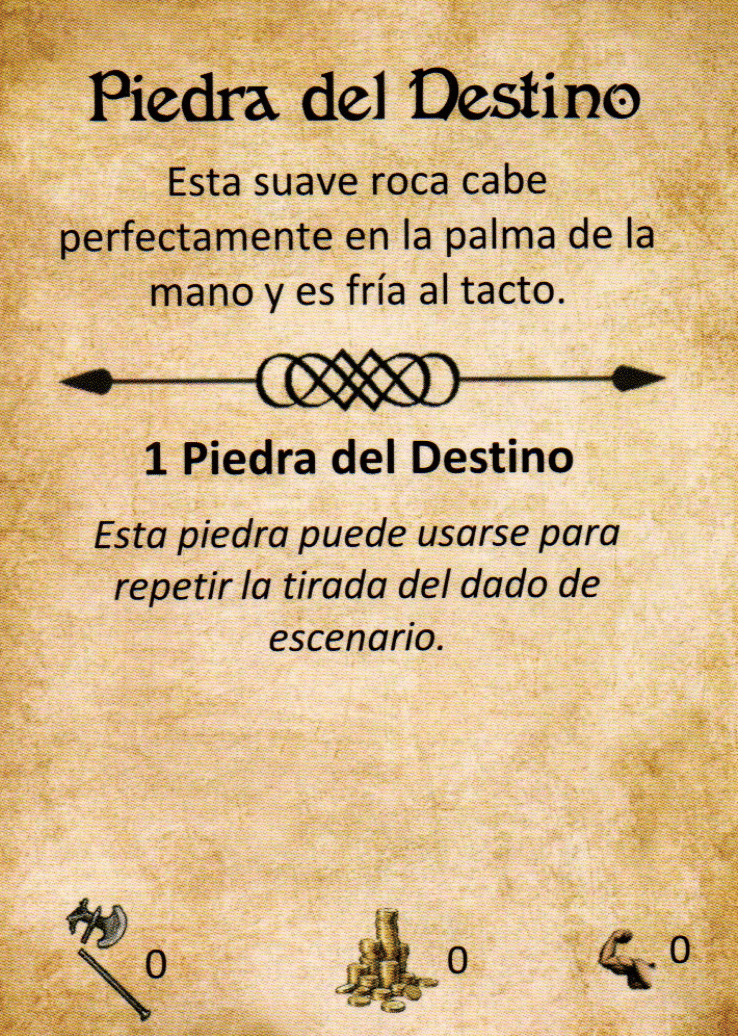 Piedra del Destino
Esta suave roca cabe
perfectamente en la palma de la
mano y es fría al tacto.
1 Piedra del Destino
Esta piedra puede usarse para
repetir la tirada del dado de
escenario.
0 0 0